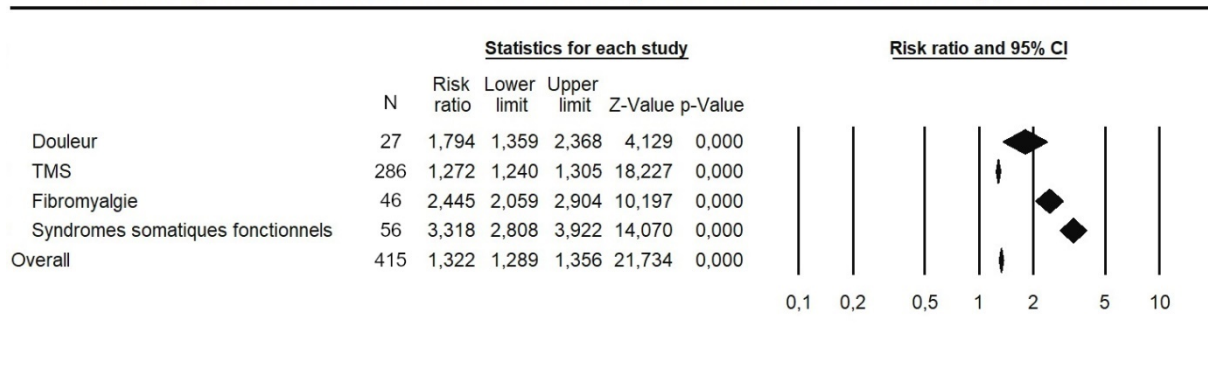 Statistics for each study Risk ratio and 95% CI
Risk Lower Upper
N ratio limit limit Z-Value p-Value
Douleur 27 1,794 1,359 2,368 4,129 0,000
TMS 286 1,272 1,240 1,305 18,227 0,000
Fibromyalgie 46 2,445 2,059 2,904 10,197 0,000
Syndromes somatiques fonctionnels 56 3,318 2,808 3,922 14,070 0,000
Overall 415 1,322 1,289 1,356 21,734 0,000
0,1 0,2 0,5 1 2 5 10